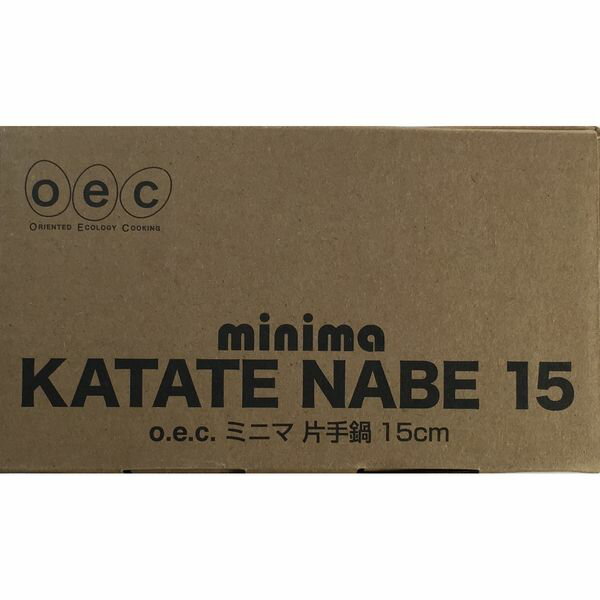 oec
ORIENTED ECOLOGY COOKING
minima
KATATE NABE 15
o.e.c. ミニマ 片手鍋 15cm